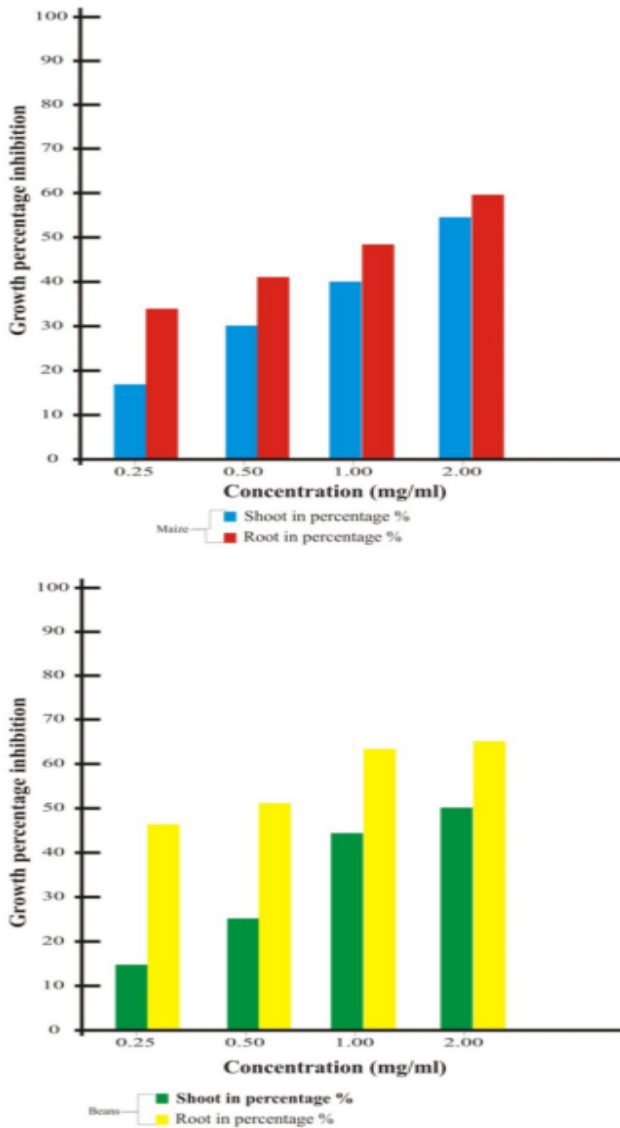 100
90
80
70
60
50
40
30
20
10
0
Growth percentage inhibition
0.25 0.50 1.00 2.00
Concentration (mg/ml)
Maize
Shoot in percentage %
Root in percentage %
100
90
80
70
60
50
40
30
20
10
0
Growth percentage inhibition
0.25 0.50 1.00 2.00
Concentration (mg/ml)
Beans
Shoot in percentage %
Root in percentage %